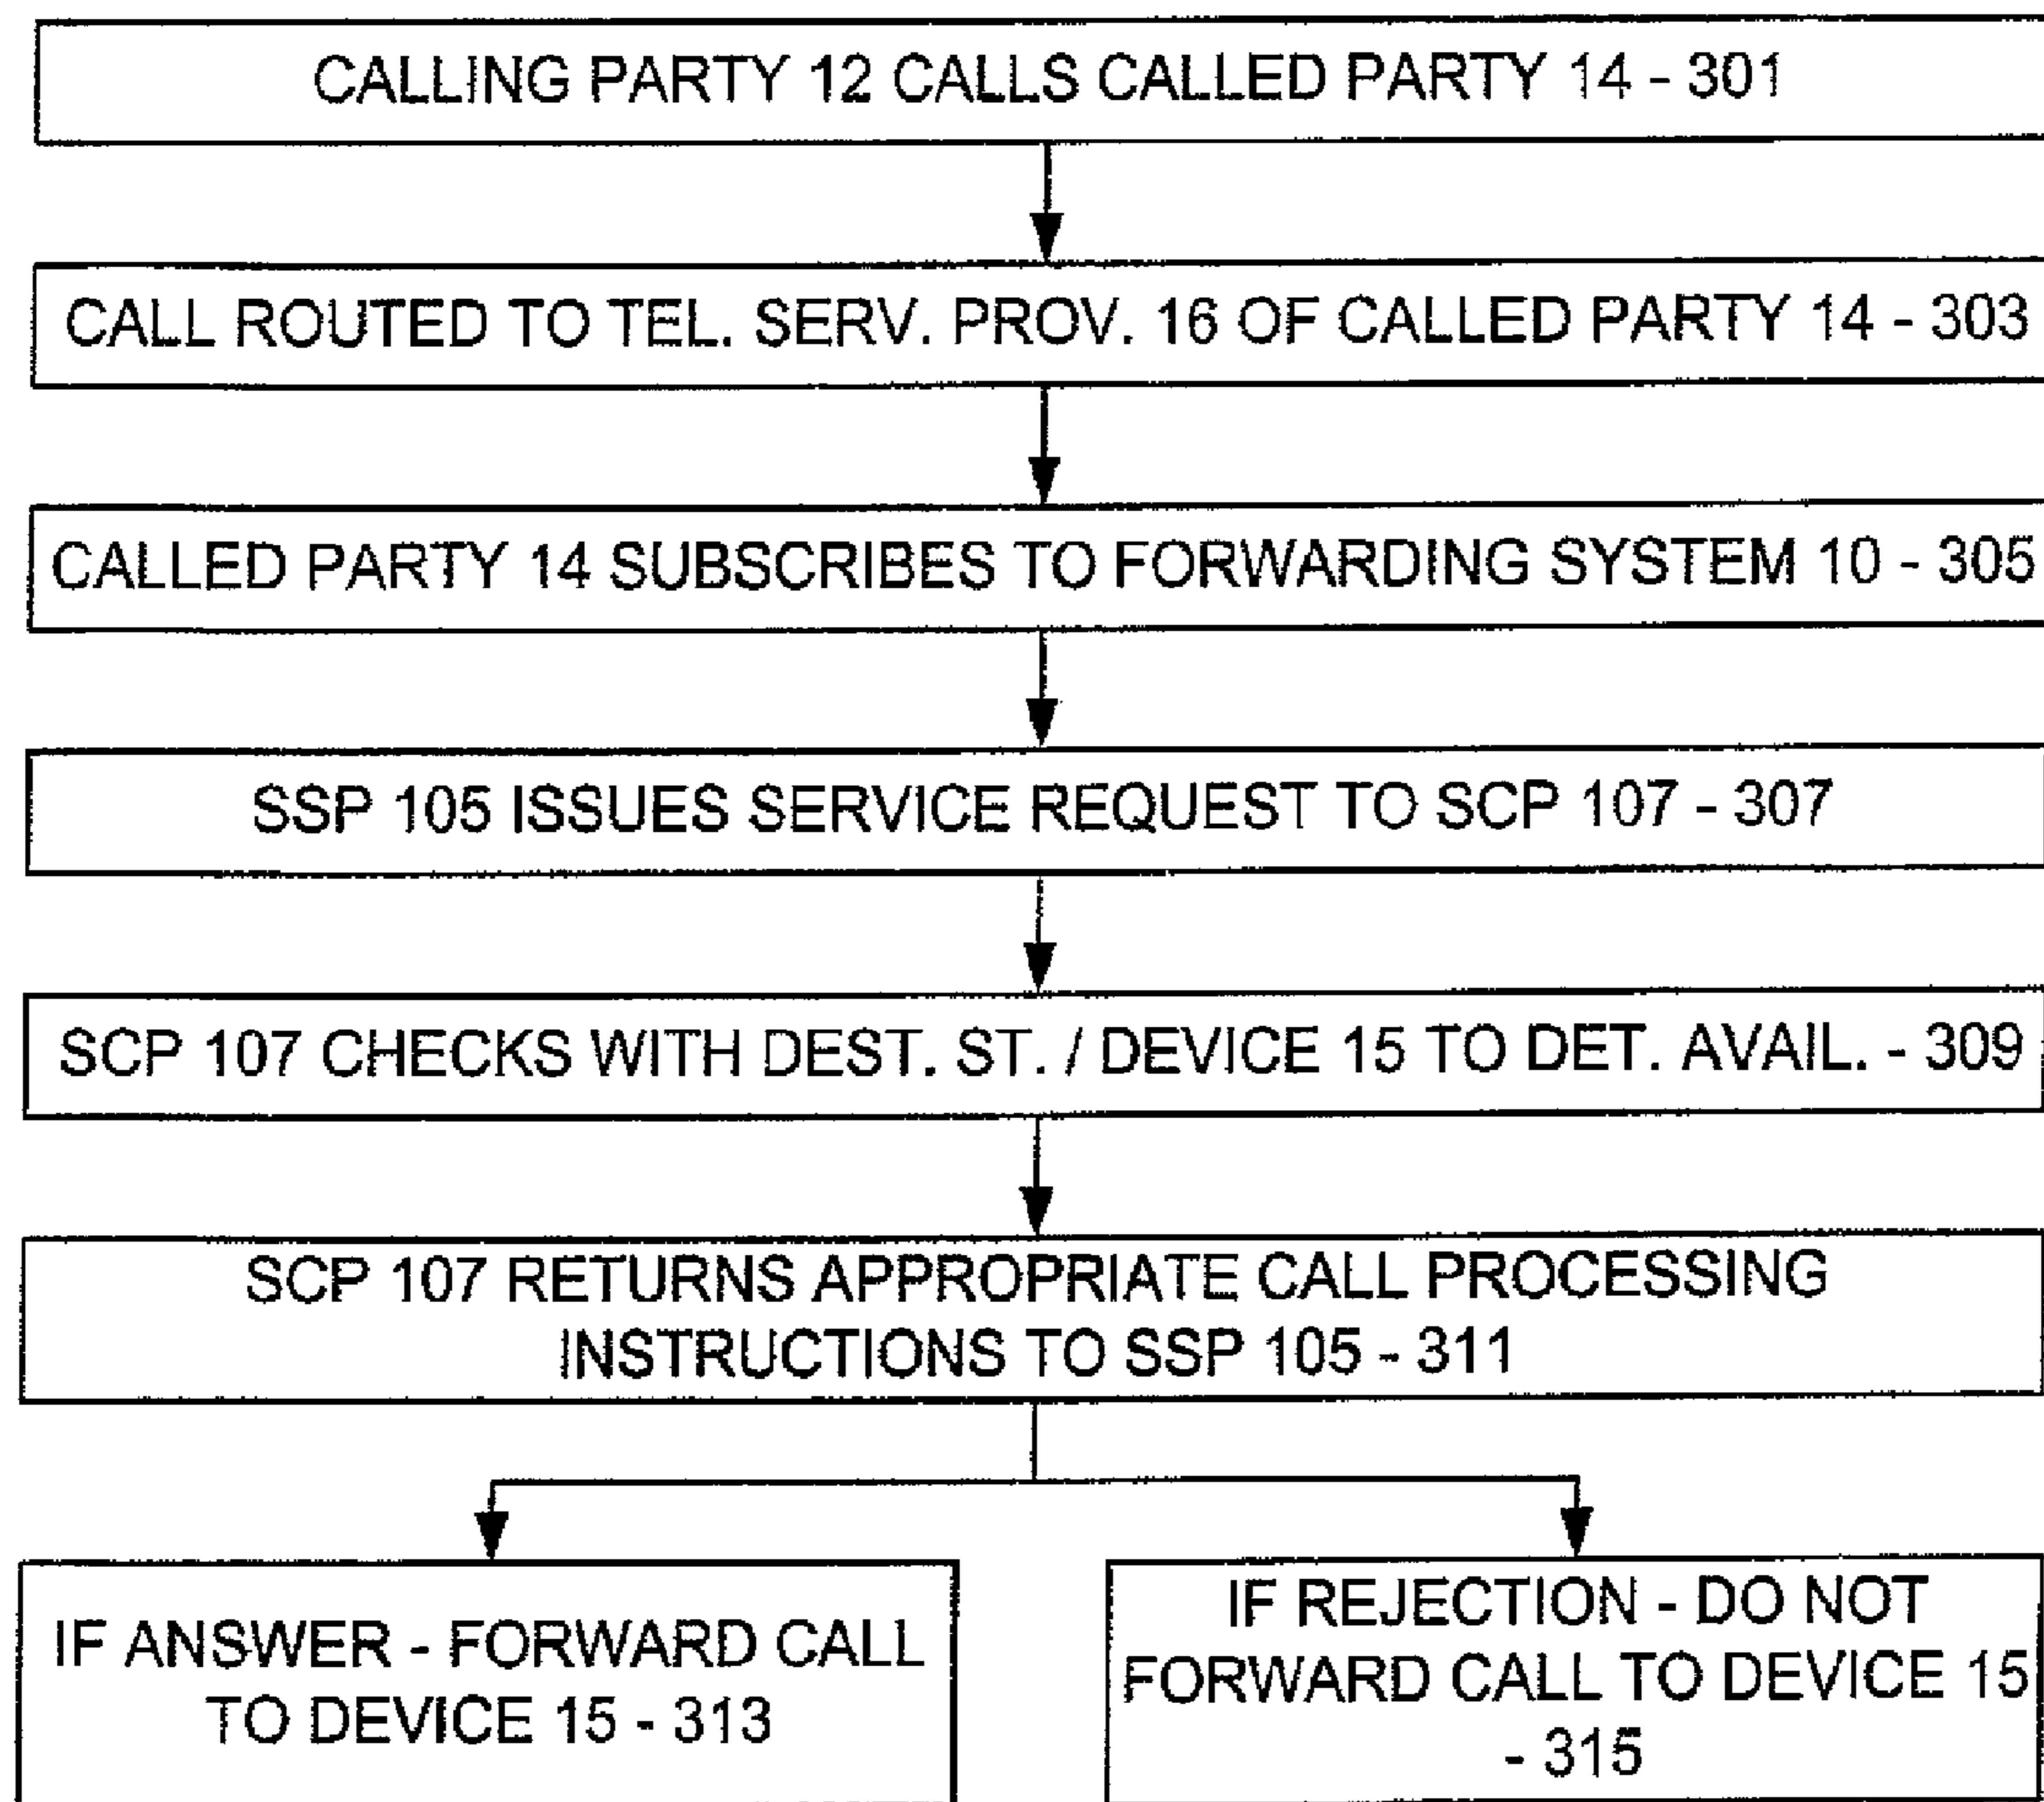 CALLING PARTY 12 CALLS CALLED PARTY 14 - 301
CALL ROUTED TO TEL. SERV. PROV. 16 OF CALLED PARTY 14 - 303
CALLED PARTY 14 SUBSCRIBES TO FORWARDING SYSTEM 10 - 305
SSP 105 ISSUES SERVICE REQUEST TO SCP 107 - 307
SCP 107 CHECKS WITH DEST. ST. / DEVICE 15 TO DET. AVAIL. - 309
SCP 107 RETURNS APPROPRIATE CALL PROCESSING
INSTRUCTIONS TO SSP 105 - 311
IF ANSWER - FORWARD CALL
TO DEVICE 15 - 313
IF REJECTION - DO NOT
FORWARD CALL TO DEVICE 15
- 315